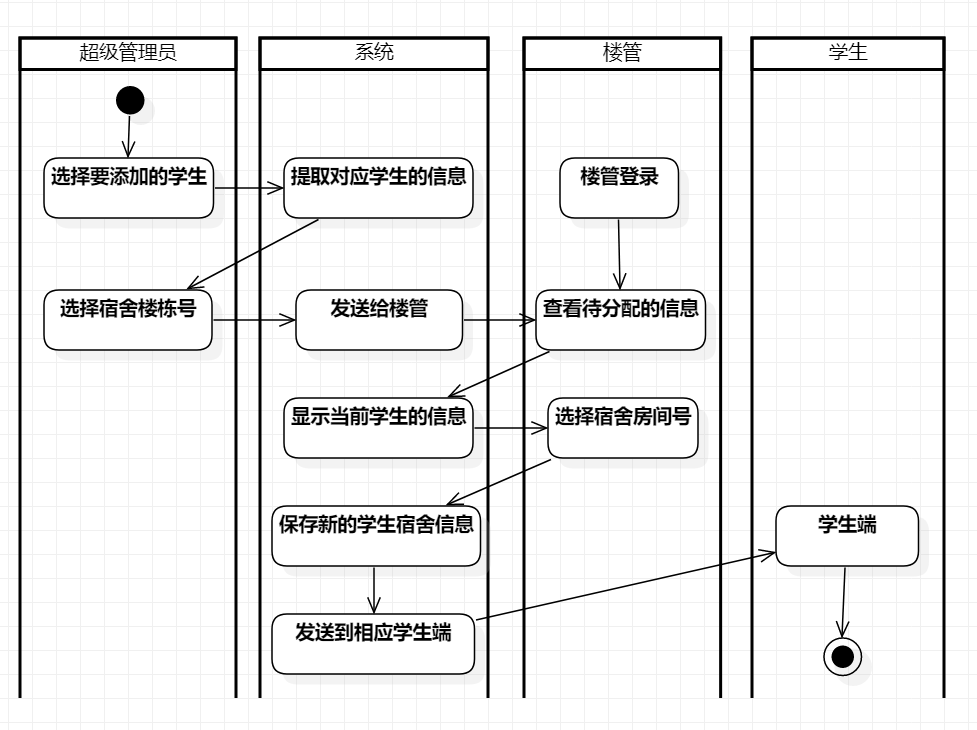 超级管理员
系统
楼管
学生
选择要添加的学生
提取对应学生的信息
楼管登录
选择宿舍楼栋号
发送给楼管
查看待分配的信息
显示当前学生的信息
选择宿舍房间号
保存新的学生宿舍信息
学生端
发送到相应学生端